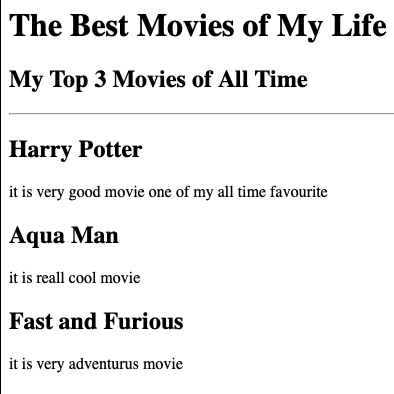 The Best Movies of My Life
My Top 3 Movies of All Time
Harry Potter
it is very good movie one of my all time favourite
Aqua Man
it is reall cool movie
Fast and Furious
it is very adventurus movie